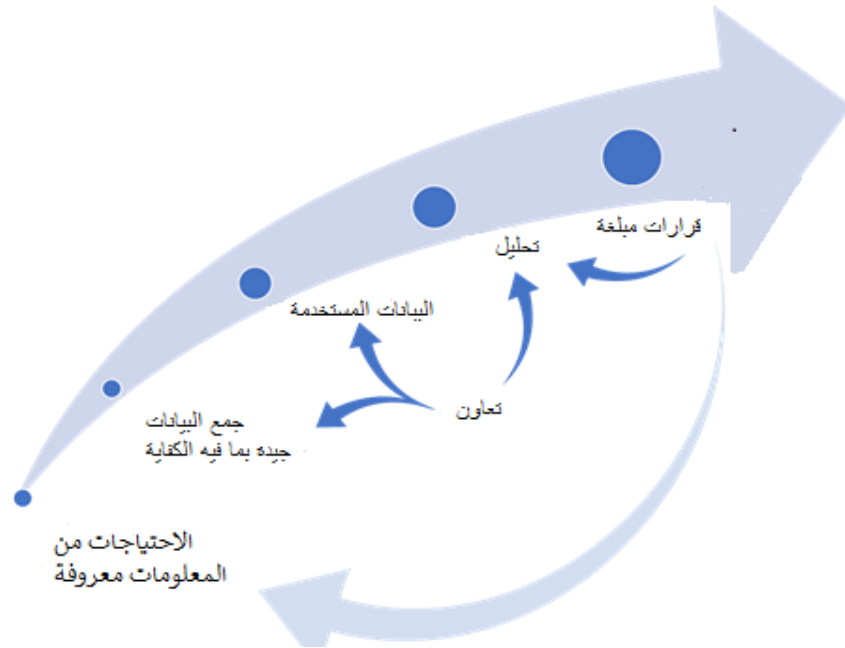 قرارات مبلغة
تحليل
البيانات المستخدمة
تعاون
جمع البيانات
جيدة بما فيه الكفاية
الاحتياجات من
المعلومات معروفة